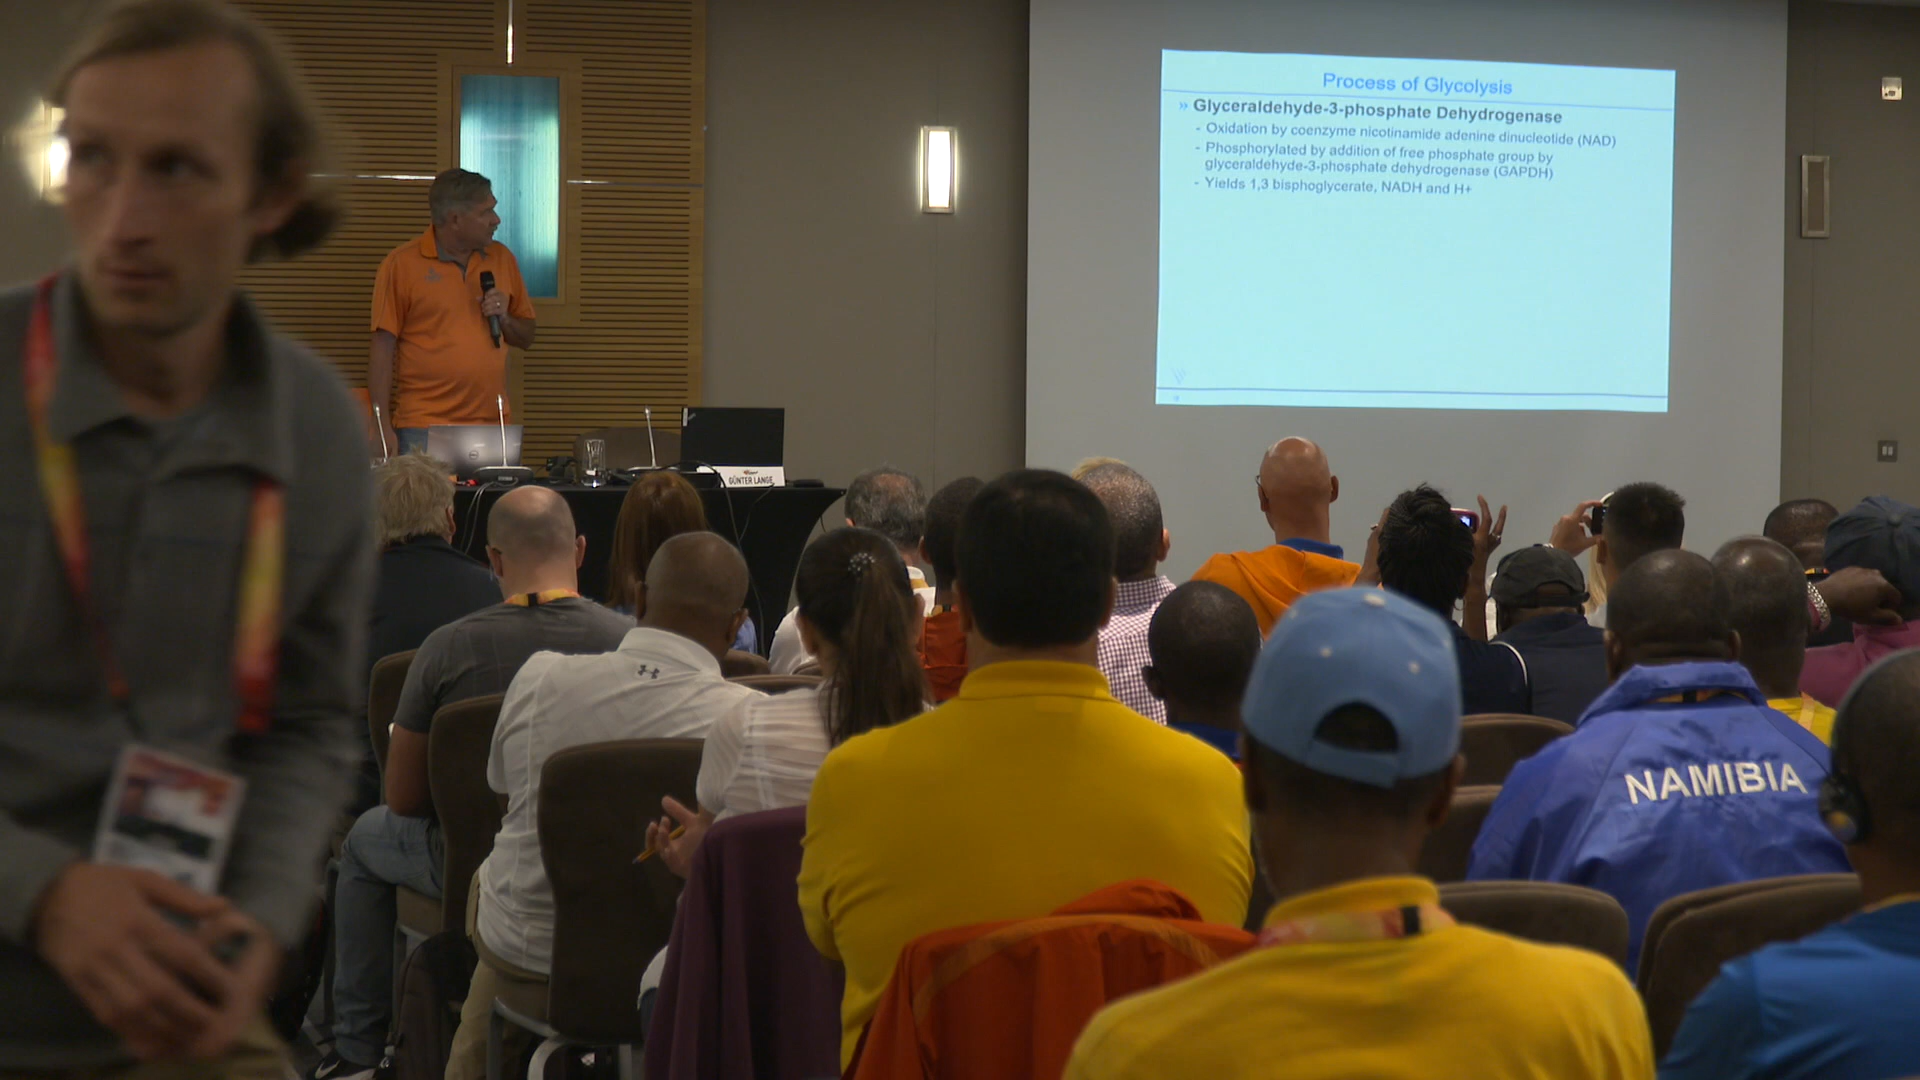 Process of Glycolysis
» Glyceraldehyde-3-phosphate Dehydrogenase
- Oxidation by coenzyme nicotinamide adenine dinucleotide (NAD)
- Phosphorylated by addition of free phosphate group by
glyceraldehyde-3-phosphate dehydrogenase (GAPDH)
- Yields 1,3 bisphoglycerate, NADH and H+
GÜNTER LANGE
NAMIBIA